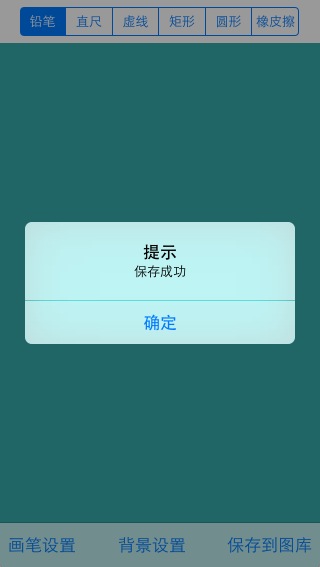 铅笔 直尺 虚线 矩形 圆形 橡皮擦
提示
保存成功
确定
画笔设置 背景设置 保存到图库